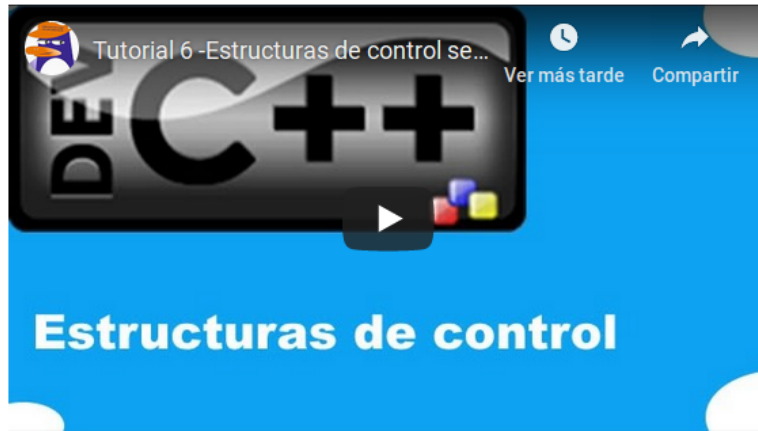 Tutorial 6 -Estructuras de control se...
Ver más tarde
Compartir
DEV
C++
Estructuras de control